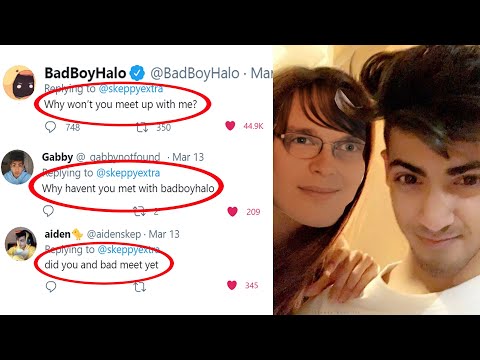 BadBoyHalo @BadBoyHalo · Mar
Replying to @skeppyextra
Why won't you meet up with me?
748 350 44.9K
Gabby @_gabbynotfound_ · Mar 13
Replying to @skeppyextra
Why havent you met with badboyhalo
2 209
aiden @aidenskep · Mar 13
Replying to @skeppyextra
did you and bad meet yet
345